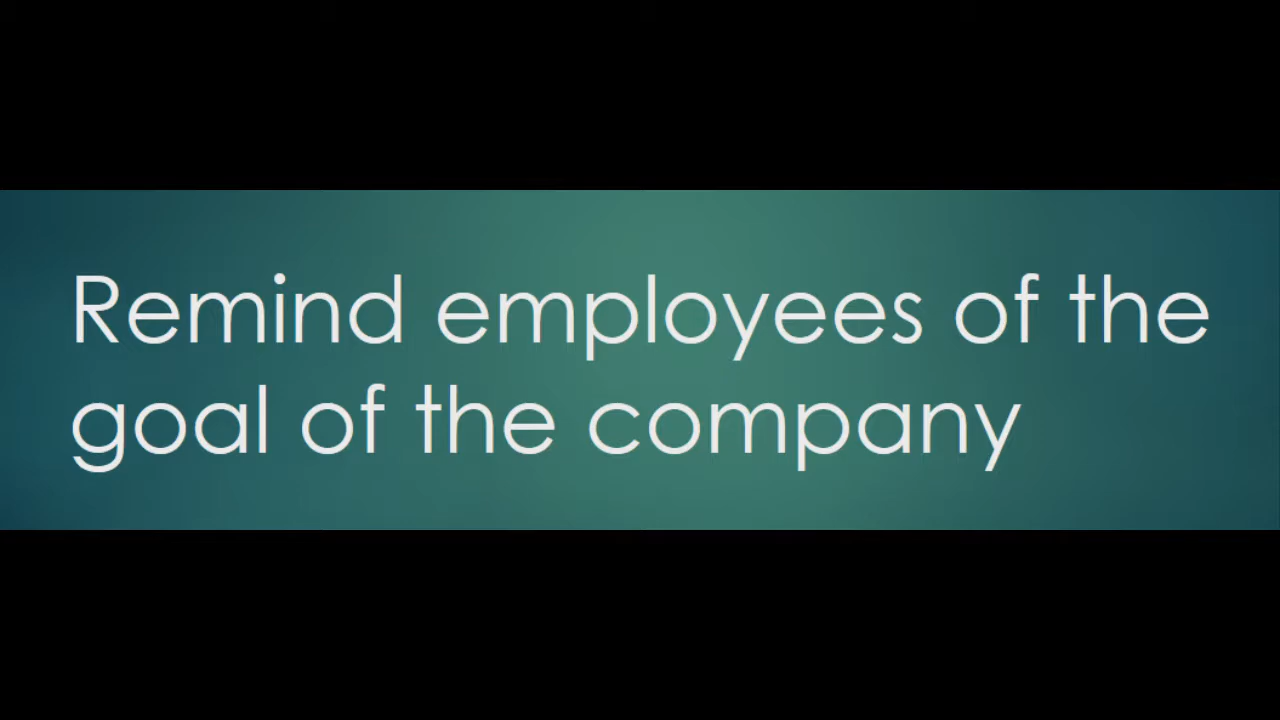 Remind employees of the
goal of the company